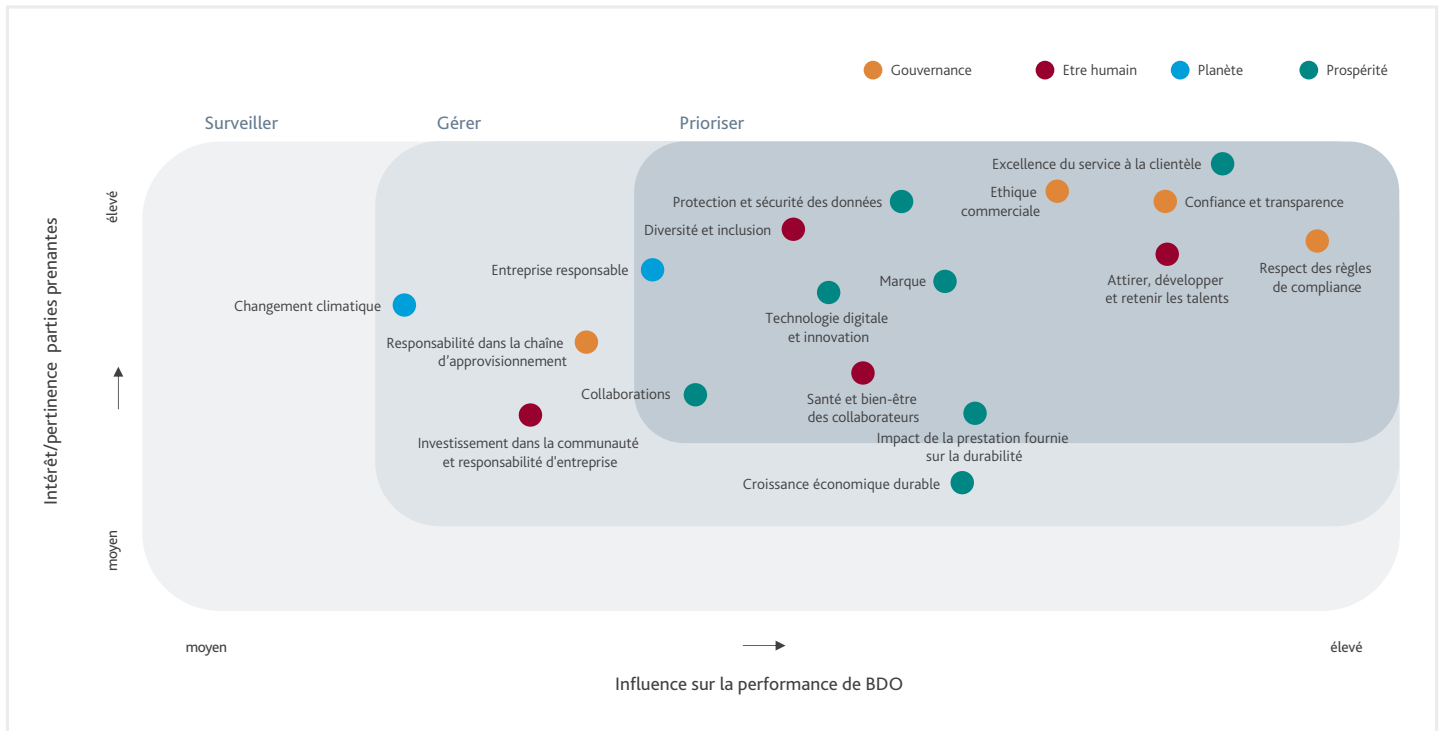 Gouvernance
Etre humain
Planète
Prospérité
Surveiller
Gérer
Prioriser
Excellence du service à la clientèle
Ethique
commerciale
Protection et sécurité des données
Confiance et transparence
Diversité et inclusion
Entreprise responsable
Marque
Attirer, développer
et retenir les talents
Respect des règles
de compliance
Changement climatique
Technologie digitale
et innovation
Responsabilité dans la chaîne
d'approvisionnement
Collaborations
Santé et bien-être
des collaborateurs
Investissement dans la communauté
et responsabilité d'entreprise
Impact de la prestation fournie
sur la durabilité
Croissance économique durable
élevé
Intérêt/pertinence parties prenantes
moyen
moyen
élevé
Influence sur la performance de BDO